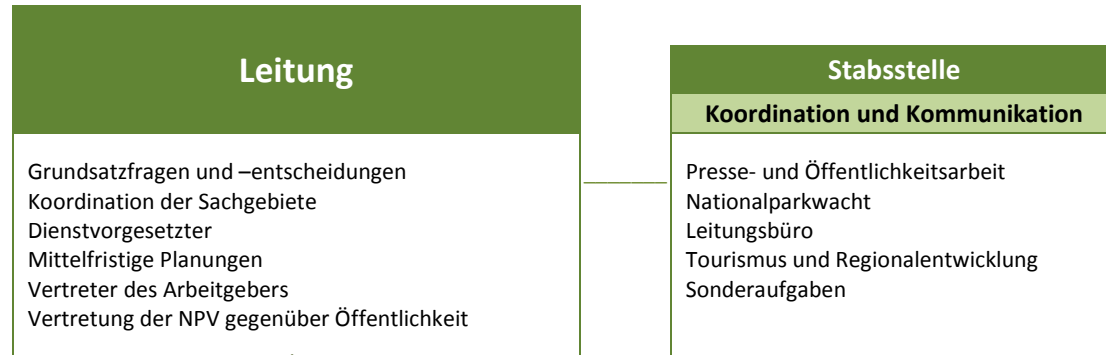 Leitung
Grundsatzfragen und –entscheidungen
Koordination der Sachgebiete
Dienstvorgesetzter
Mittelfristige Planungen
Vertreter des Arbeitgebers
Vertretung der NPV gegenüber Öffentlichkeit
Stabsstelle
Koordination und Kommunikation
Presse- und Öffentlichkeitsarbeit
Nationalparkwacht
Leitungsbüro
Tourismus und Regionalentwicklung
Sonderaufgaben